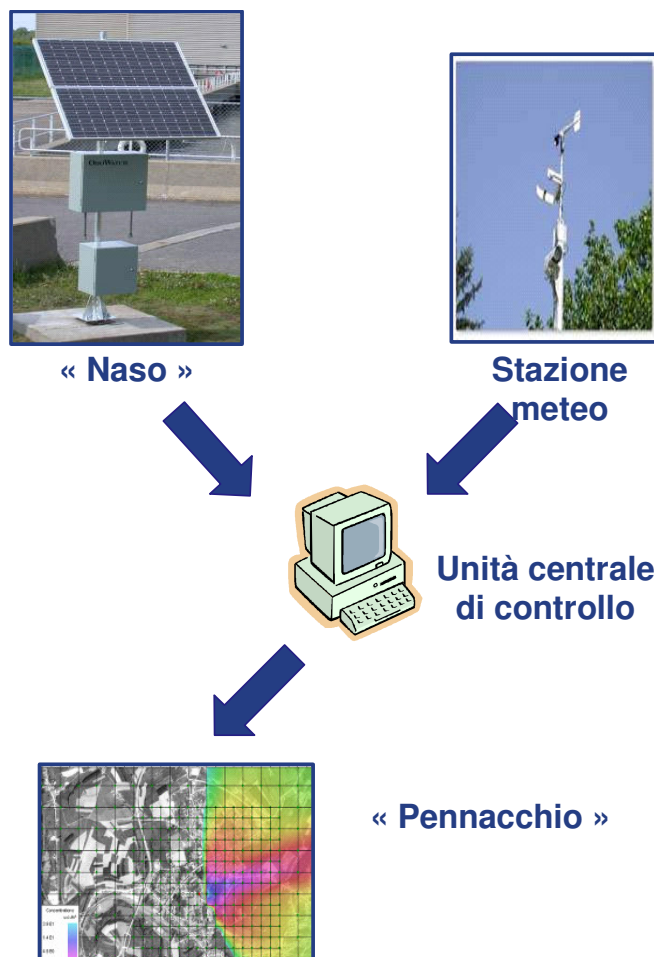 « Naso »
Stazione
meteo
Unità centrale
di controllo
« Pennacchio »